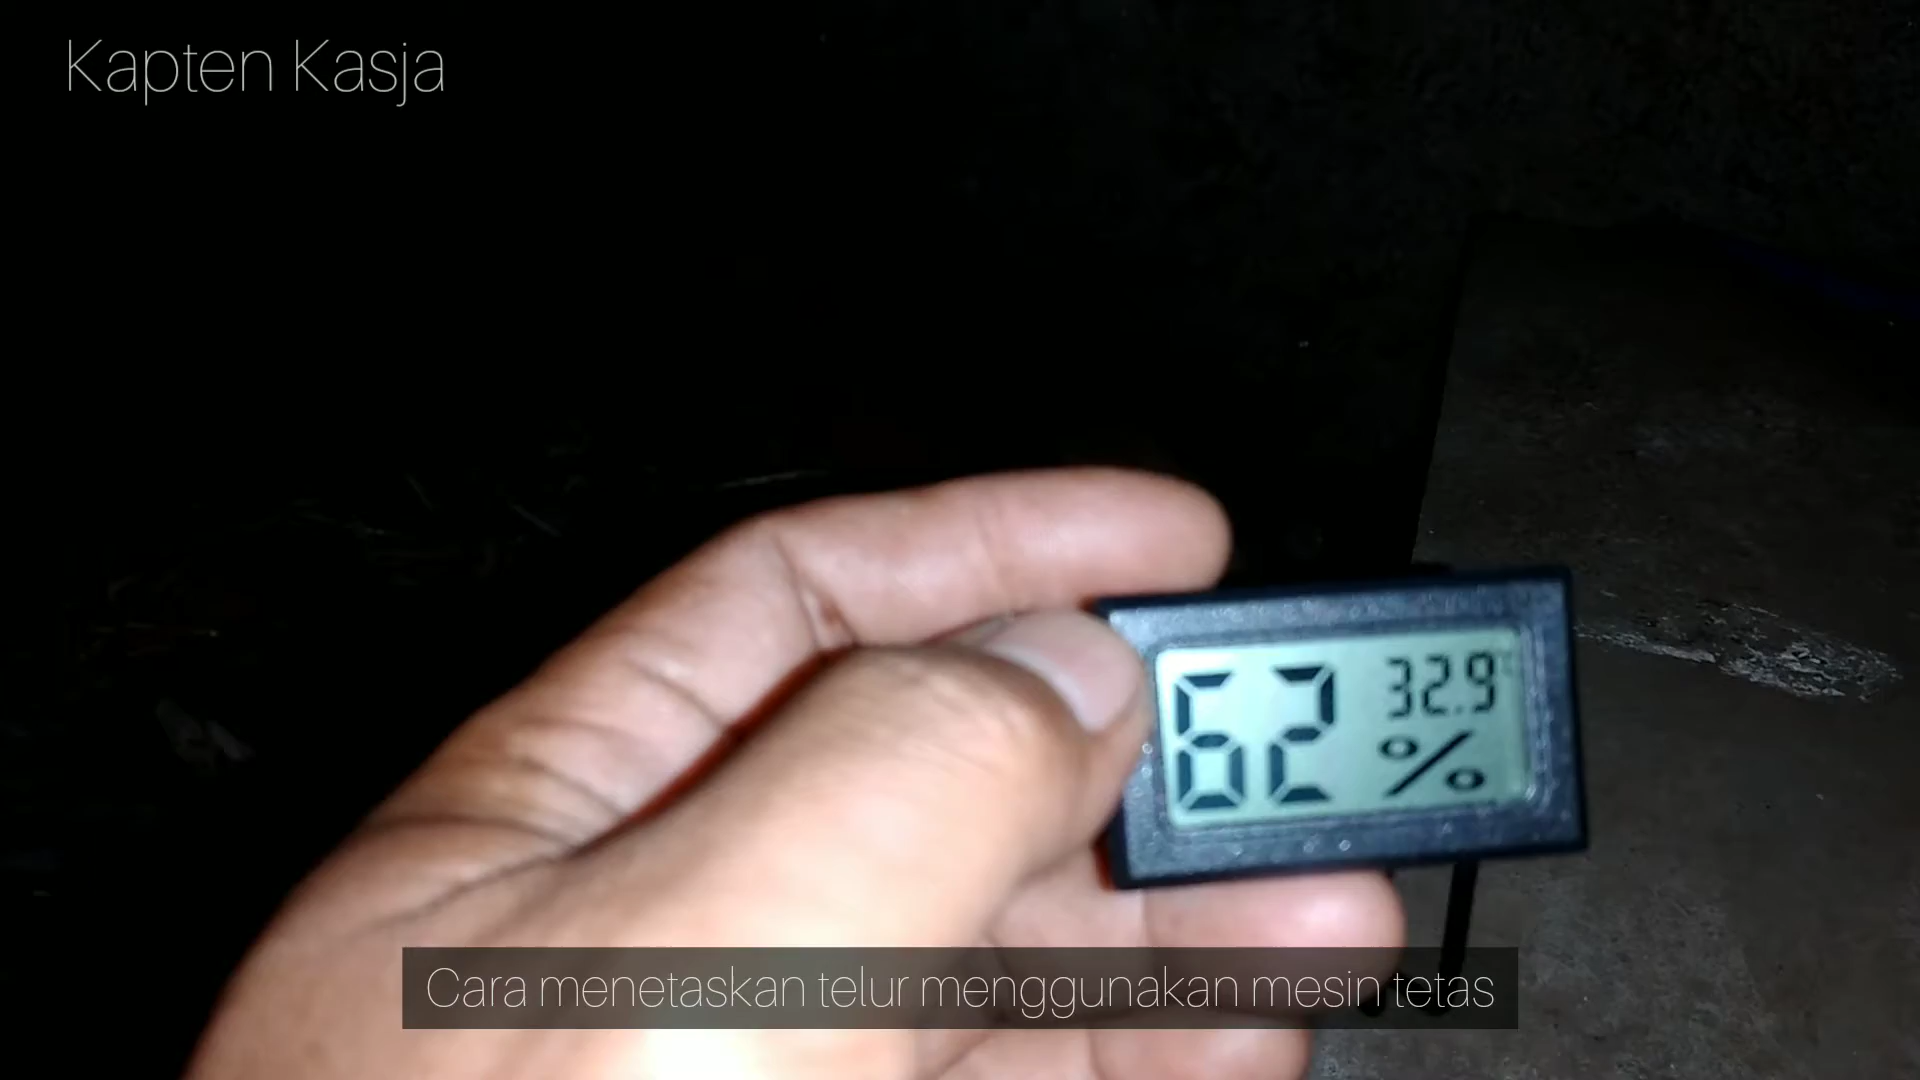 Kapten Kasja
62 32.9
%
Cara menetaskan telur menggunakan mesin tetas